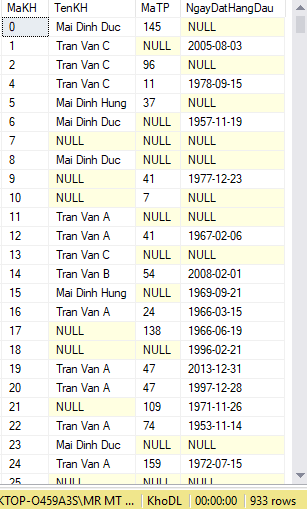 MaKH TenKH MaTP NgayDatHangDau
0 Mai Dinh Duc 145 NULL
1 Tran Van C NULL 2005-08-03
2 Tran Van C 96 NULL
4 Tran Van C 11 1978-09-15
5 Mai Dinh Hung 37 NULL
6 Mai Dinh Duc NULL 1957-11-19
7 NULL NULL NULL
8 Mai Dinh Duc NULL NULL
9 NULL 41 1977-12-23
10 NULL 7 NULL
11 Tran Van A NULL NULL
12 Tran Van A 41 1967-02-06
13 Tran Van C NULL NULL
14 Tran Van B 54 2008-02-01
15 Mai Dinh Hung NULL 1969-09-21
16 Tran Van A 24 1966-03-15
17 NULL 138 1966-06-19
18 NULL NULL 1996-02-21
19 Tran Van A 47 2013-12-31
20 Tran Van A 47 1997-12-28
21 NULL 109 1971-11-26
22 Tran Van A 74 1953-11-14
23 Mai Dinh Duc NULL NULL
24 Tran Van A 159 1972-07-15
25 NULL NULL NULL
KTOP-O459A3S\MR MT ... KhoDL 00:00:00 933 rows